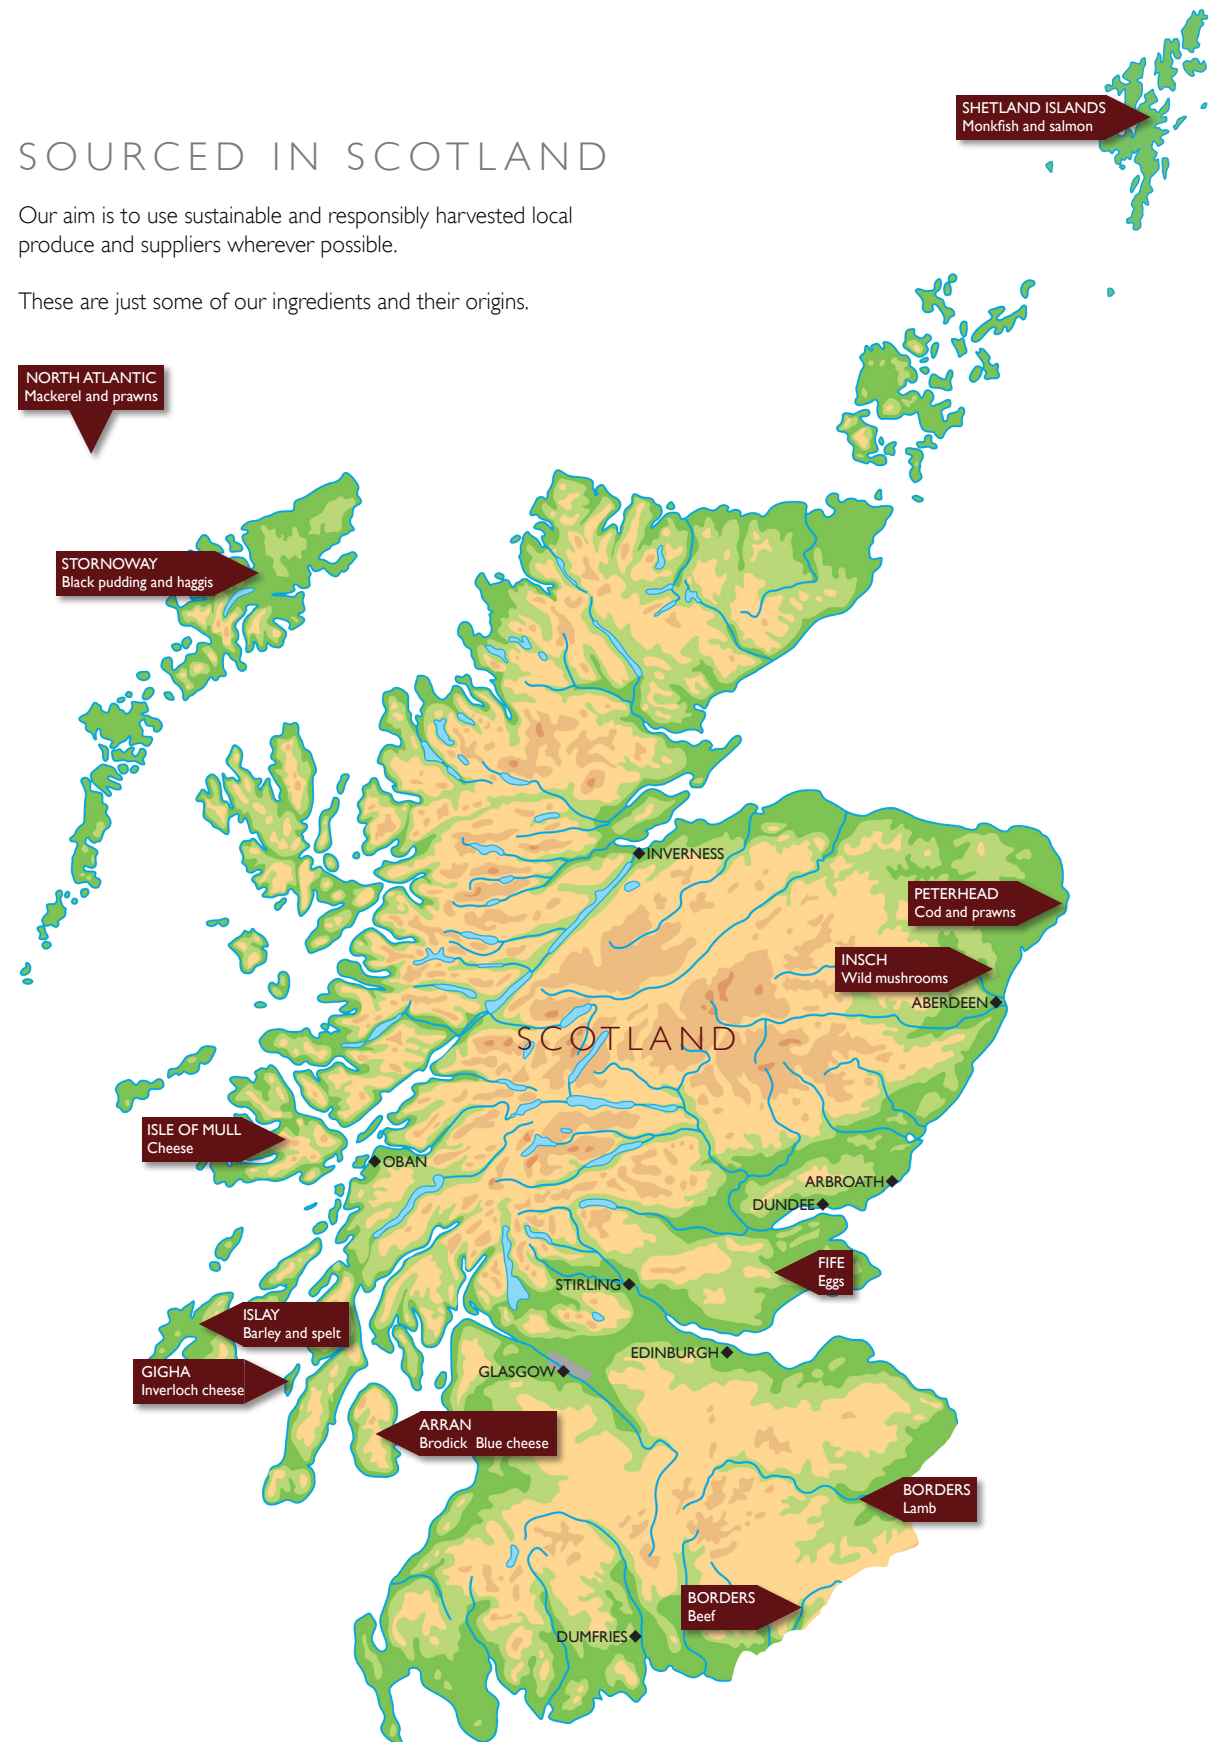 SHETLAND ISLANDS
Monkfish and salmon
SOURCED IN SCOTLAND
Our aim is to use sustainable and responsibly harvested local
produce and suppliers wherever possible.
These are just some of our ingredients and their origins.
NORTH ATLANTIC
Mackerel and prawns
STORNOWAY
Black pudding and haggis
INVERNESS
PETERHEAD
Cod and prawns
INSCH
Wild mushrooms
ABERDEEN
SCOTLAND
ISLE OF MULL
Cheese
OBAN
ARBROATH
DUNDEE
FIFE
Eggs
STIRLING
ISLAY
Barley and spelt
EDINBURGH
GLASGOW
GIGHA
Inverloch cheese
ARRAN
Brodick Blue cheese
BORDERS
Lamb
BORDERS
Beef
DUMFRIES